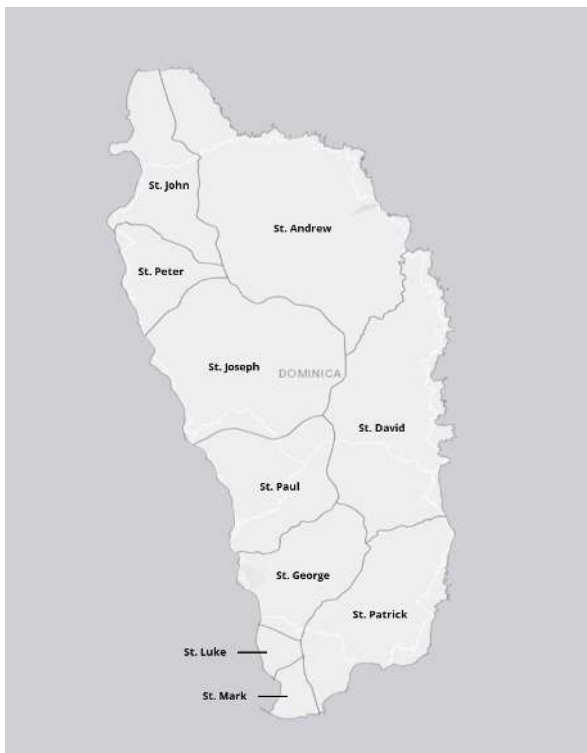 St. John
St. Andrew
St. Peter
St. Joseph
DOMINICA
St. David
St. Paul
St. George
St. Patrick
St. Luke
St. Mark